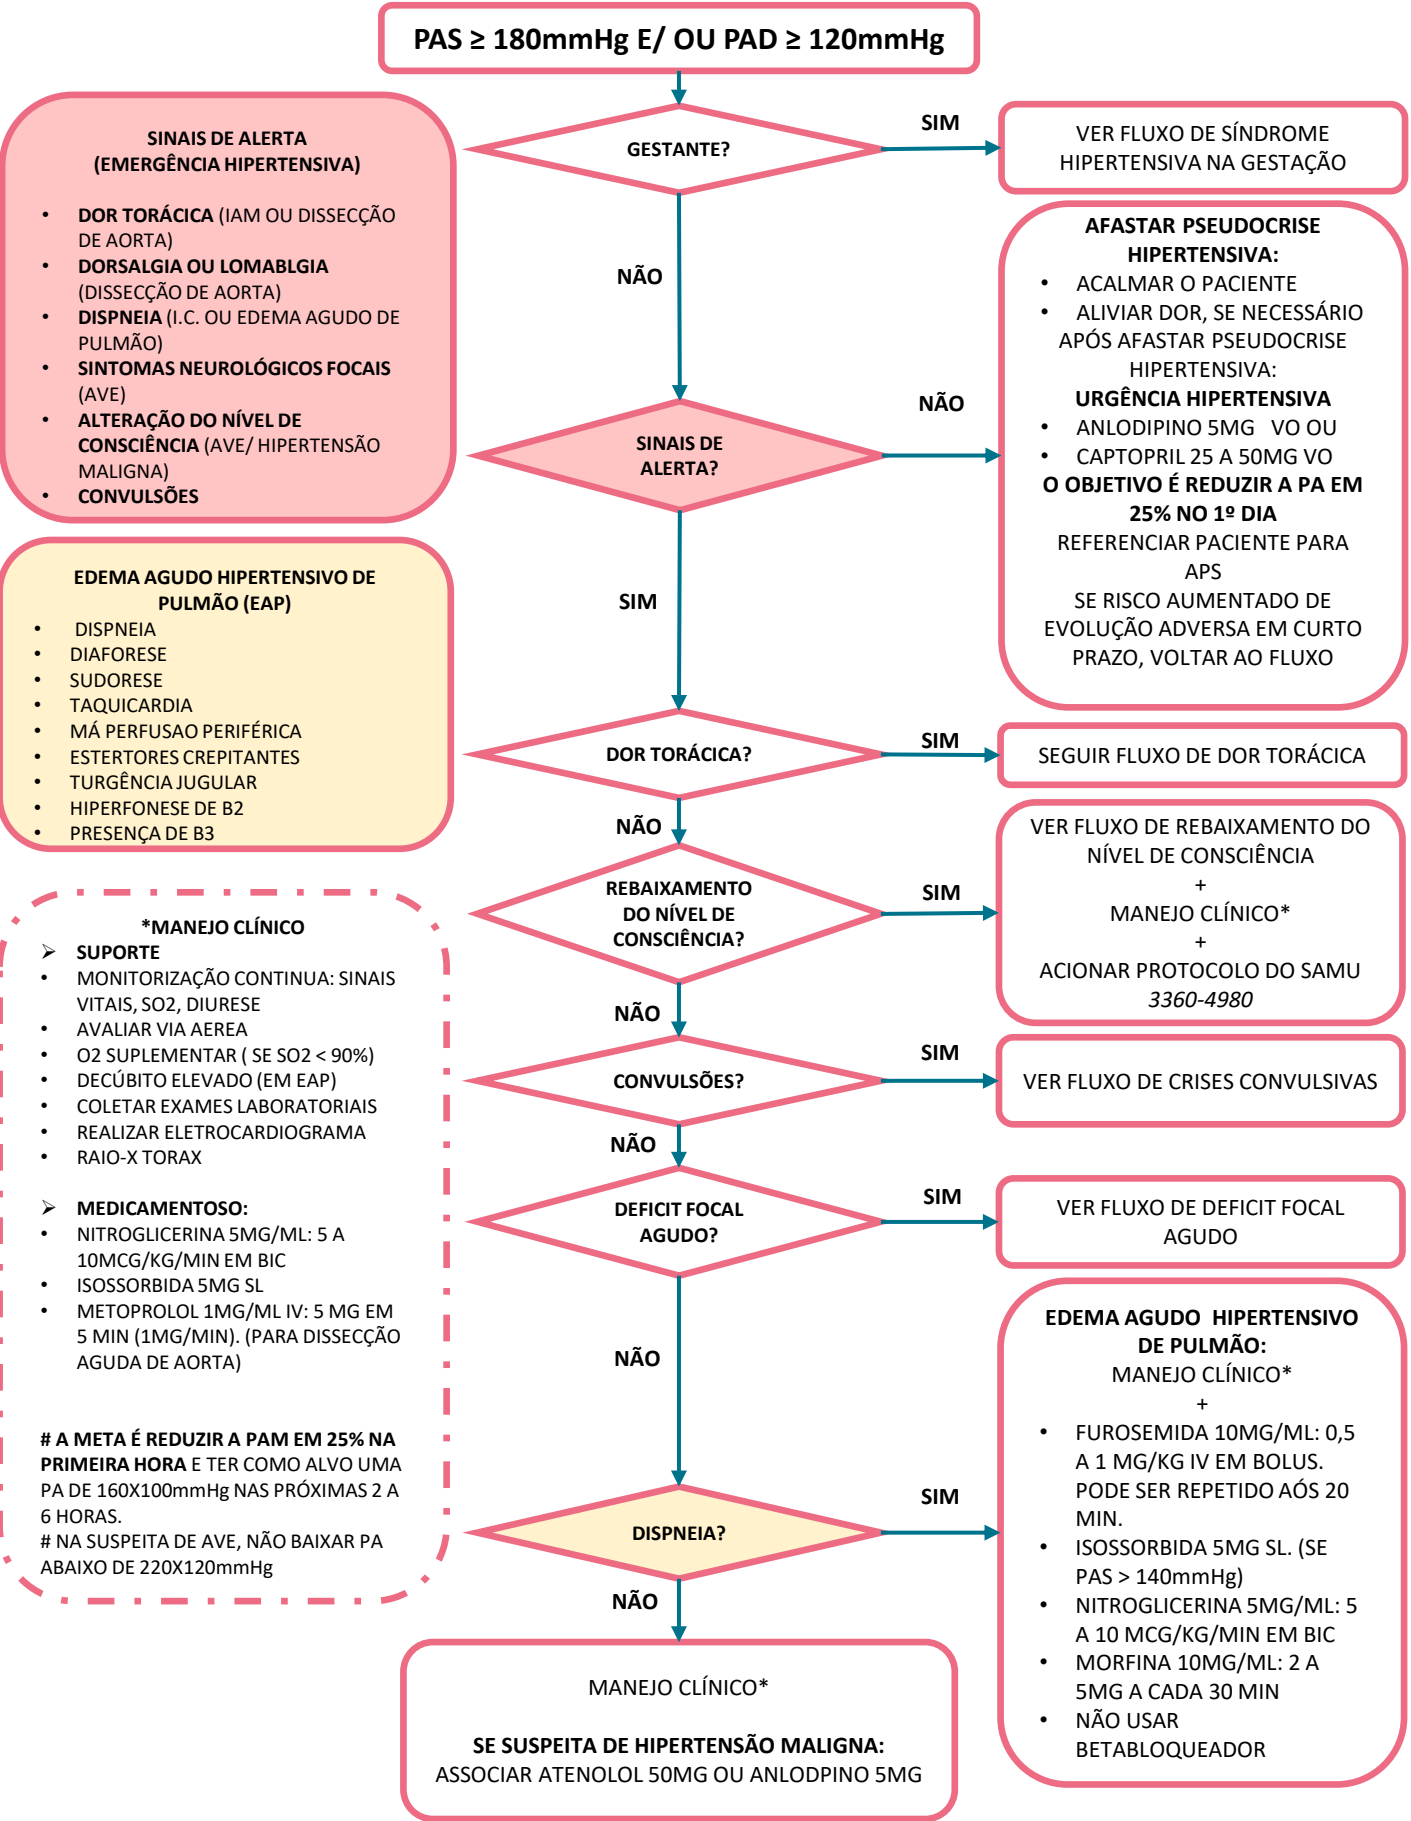 PAS ≥ 180mmHg E/ OU PAD ≥ 120mmHg
GESTANTE?
SIM
VER FLUXO DE SÍNDROME
HIPERTENSIVA NA GESTAÇÃO
NÃO
SINAIS DE ALERTA
(EMERGÊNCIA HIPERTENSIVA)
• DOR TORÁCICA (IAM OU DISSECÇÃO
DE AORTA)
• DORSALGIA OU LOMABLGIA
(DISSECÇÃO DE AORTA)
• DISPNEIA (I.C. OU EDEMA AGUDO DE
PULMÃO)
• SINTOMAS NEUROLÓGICOS FOCAIS
(AVE)
• ALTERAÇÃO DO NÍVEL DE
CONSCIÊNCIA (AVE/ HIPERTENSÃO
MALIGNA)
• CONVULSÕES
SINAIS DE
ALERTA?
NÃO
AFASTAR PSEUDOCRISE
HIPERTENSIVA:
• ACALMAR O PACIENTE
• ALIVIAR DOR, SE NECESSÁRIO
APÓS AFASTAR PSEUDOCRISE
HIPERTENSIVA:
URGÊNCIA HIPERTENSIVA
• ANLODIPINO 5MG VO OU
• CAPTOPRIL 25 A 50MG VO
O OBJETIVO É REDUZIR A PA EM
25% NO 1º DIA
REFERENCIAR PACIENTE PARA
APS
SE RISCO AUMENTADO DE
EVOLUÇÃO ADVERSA EM CURTO
PRAZO, VOLTAR AO FLUXO
SIM
EDEMA AGUDO HIPERTENSIVO DE
PULMÃO (EAP)
• DISPNEIA
• DIAFORESE
• SUDORESE
• TAQUICARDIA
• MÁ PERFUSAO PERIFÉRICA
• ESTERTORES CREPITANTES
• TURGÊNCIA JUGULAR
• HIPERFONESE DE B2
• PRESENÇA DE B3
DOR TORÁCICA?
SIM
SEGUIR FLUXO DE DOR TORÁCICA
NÃO
REBAIXAMENTO
DO NÍVEL DE
CONSCIÊNCIA?
SIM
VER FLUXO DE REBAIXAMENTO DO
NÍVEL DE CONSCIÊNCIA
+
MANEJO CLÍNICO*
+
ACIONAR PROTOCOLO DO SAMU
3360-4980
NÃO
*MANEJO CLÍNICO
➢ SUPORTE
• MONITORIZAÇÃO CONTINUA: SINAIS
VITAIS, SO2, DIURESE
• AVALIAR VIA AEREA
• O2 SUPLEMENTAR ( SE SO2 < 90%)
• DECÚBITO ELEVADO (EM EAP)
• COLETAR EXAMES LABORATORIAIS
• REALIZAR ELETROCARDIOGRAMA
• RAIO-X TORAX
➢ MEDICAMENTOSO:
• NITROGLICERINA 5MG/ML: 5 A
10MCG/KG/MIN EM BIC
• ISOSSORBIDA 5MG SL
• METOPROLOL 1MG/ML IV: 5 MG EM
5 MIN (1MG/MIN). (PARA DISSECÇÃO
AGUDA DE AORTA)
# A META É REDUZIR A PAM EM 25% NA
PRIMEIRA HORA E TER COMO ALVO UMA
PA DE 160X100mmHg NAS PRÓXIMAS 2 A
6 HORAS.
# NA SUSPEITA DE AVE, NÃO BAIXAR PA
ABAIXO DE 220X120mmHg
CONVULSÕES?
SIM
VER FLUXO DE CRISES CONVULSIVAS
NÃO
DEFICIT FOCAL
AGUDO?
SIM
VER FLUXO DE DEFICIT FOCAL
AGUDO
NÃO
DISPNEIA?
SIM
EDEMA AGUDO HIPERTENSIVO
DE PULMÃO:
MANEJO CLÍNICO*
+
• FUROSEMIDA 10MG/ML: 0,5
A 1 MG/KG IV EM BOLUS.
PODE SER REPETIDO AÓS 20
MIN.
• ISOSSORBIDA 5MG SL. (SE
PAS > 140mmHg)
• NITROGLICERINA 5MG/ML: 5
A 10 MCG/KG/MIN EM BIC
• MORFINA 10MG/ML: 2 A
5MG A CADA 30 MIN
• NÃO USAR
BETABLOQUEADOR
NÃO
MANEJO CLÍNICO*
SE SUSPEITA DE HIPERTENSÃO MALIGNA:
ASSOCIAR ATENOLOL 50MG OU ANLODPINO 5MG